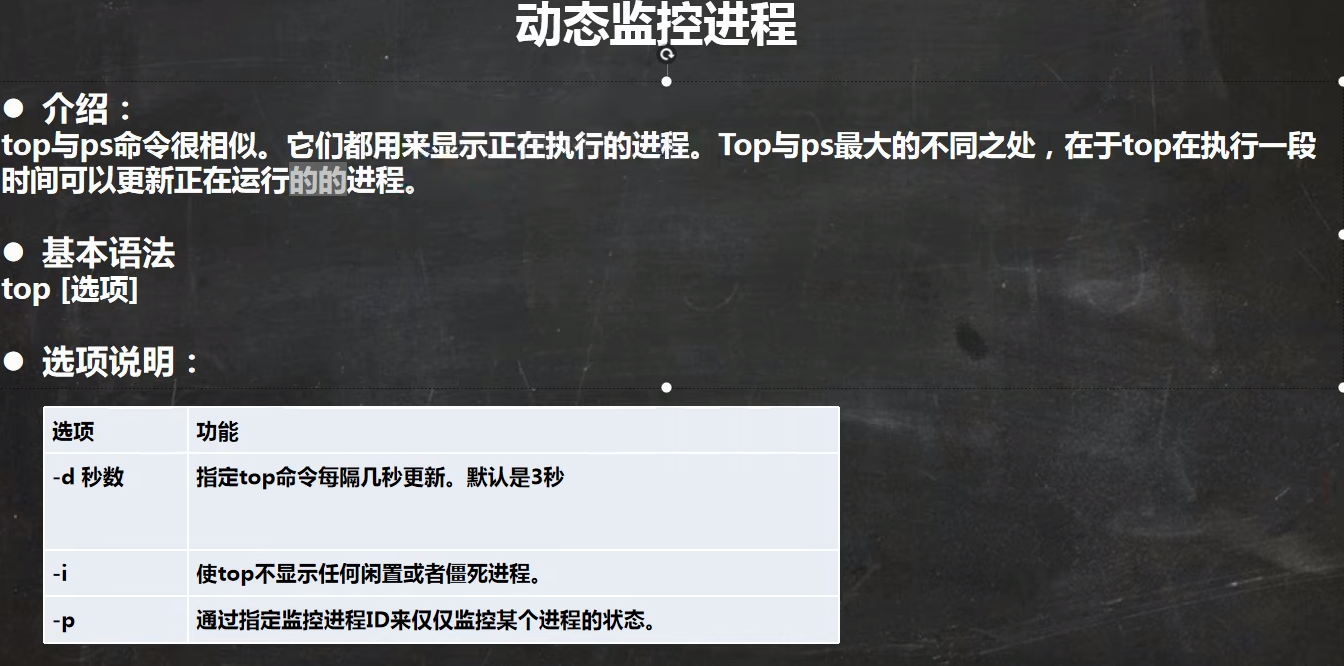 动态监控进程
● 介绍：
top与ps命令很相似。它们都用来显示正在执行的进程。Top与ps最大的不同之处，在于top在执行一段
时间可以更新正在运行的的进程。
● 基本语法
top [选项]
● 选项说明：
选项 功能
-d 秒数 指定top命令每隔几秒更新。默认是3秒
-i 使top不显示任何闲置或者僵死进程。
-p 通过指定监控进程ID来仅仅监控某个进程的状态。